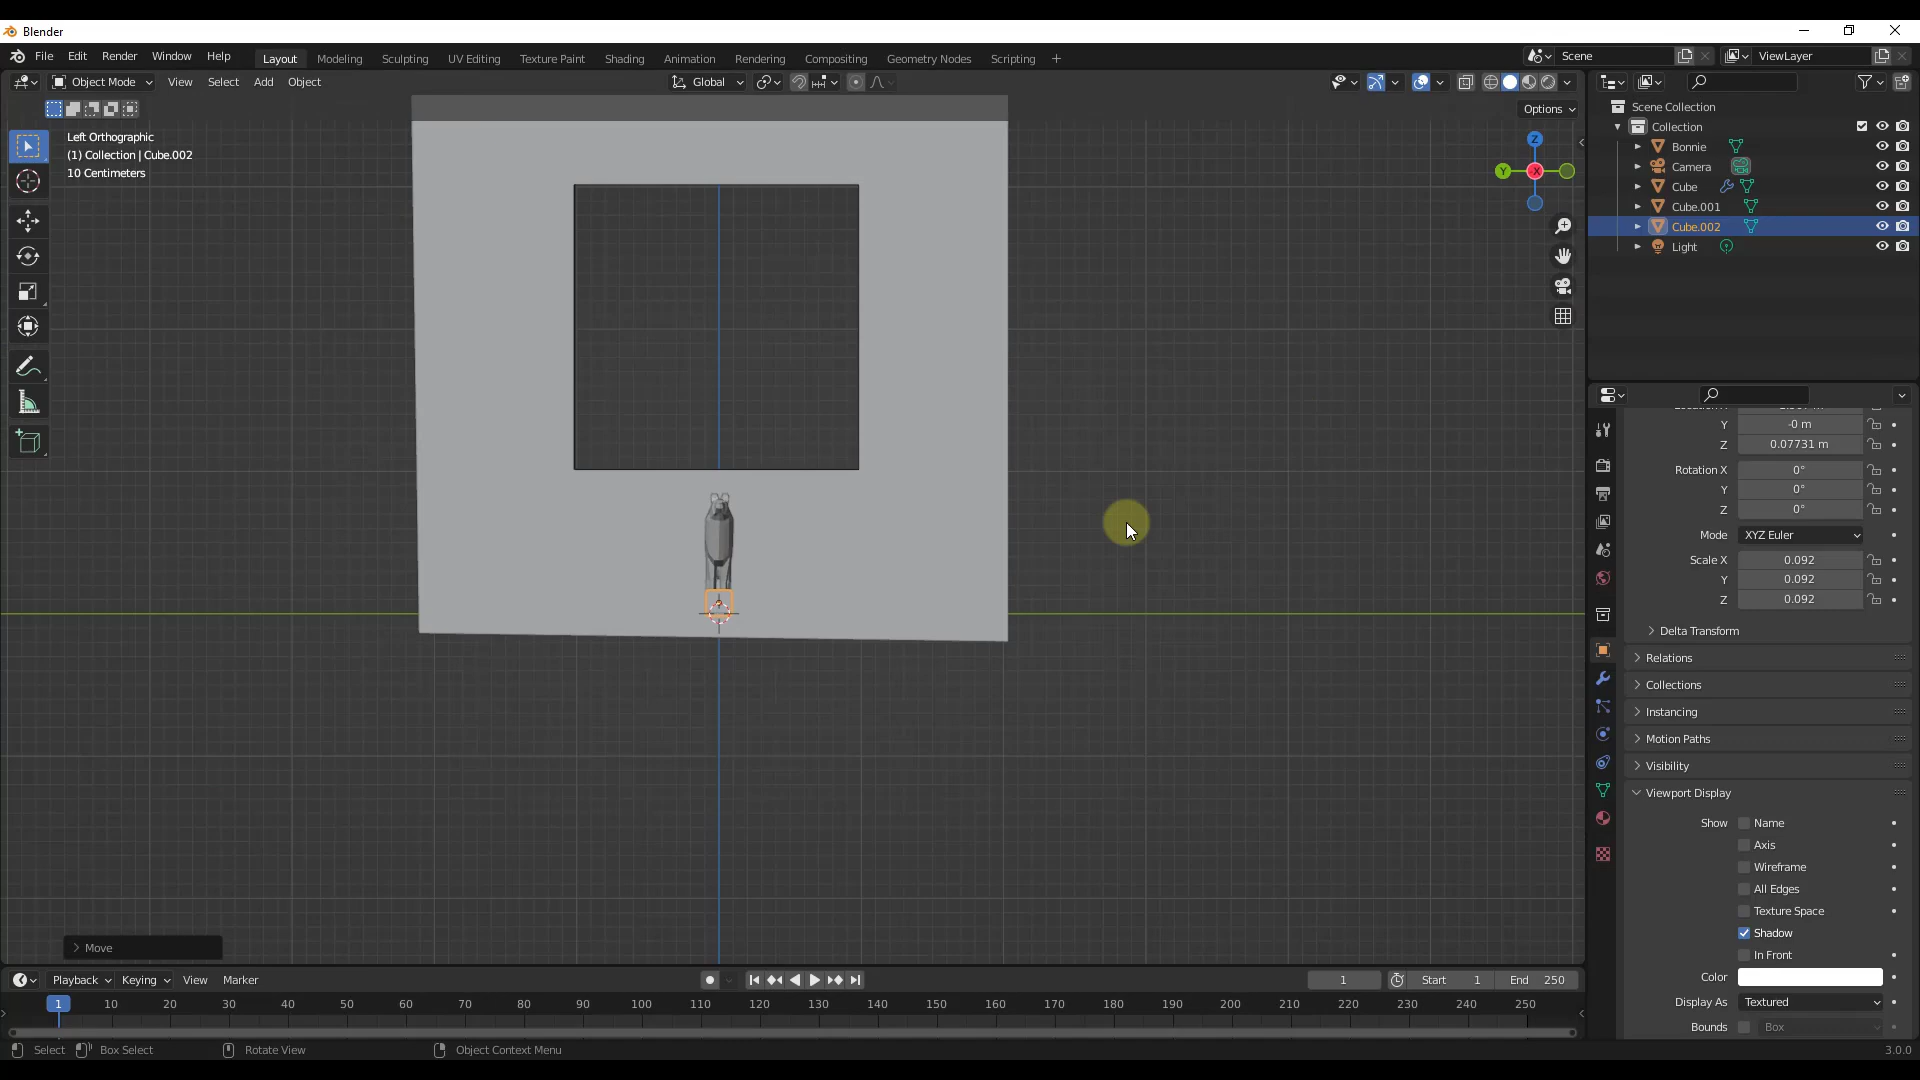 Blender
File Edit Render Window Help
Layout Modeling Sculpting UV Editing Texture Paint Shading Animation Rendering Compositing Geometry Nodes Scripting +
Scene
ViewLayer
Object Mode View Select Add Object
Global
Options
Left Orthographic
(1) Collection | Cube.002
10 Centimeters
Z
Y
-X
Scene Collection
Collection
Bonnie
Camera
Cube
Cube.001
Cube.002
Light
Y -0 m
Z 0.07731 m
Rotation X 0°
Y 0°
Z 0°
Mode XYZ Euler
Scale X 0.092
Y 0.092
Z 0.092
Delta Transform
Relations
Collections
Instancing
Motion Paths
Visibility
Viewport Display
Show Name
Axis
Wireframe
All Edges
Texture Space
Shadow
In Front
Color
Display As Textured
Bounds Box
Move
Playback Keying View Marker
1 Start 1 End 250
1 10 20 30 40 50 60 70 80 90 100 110 120 130 140 150 160 170 180 190 200 210 220 230 240 250
Select Box Select Rotate View Object Context Menu
3.0.0